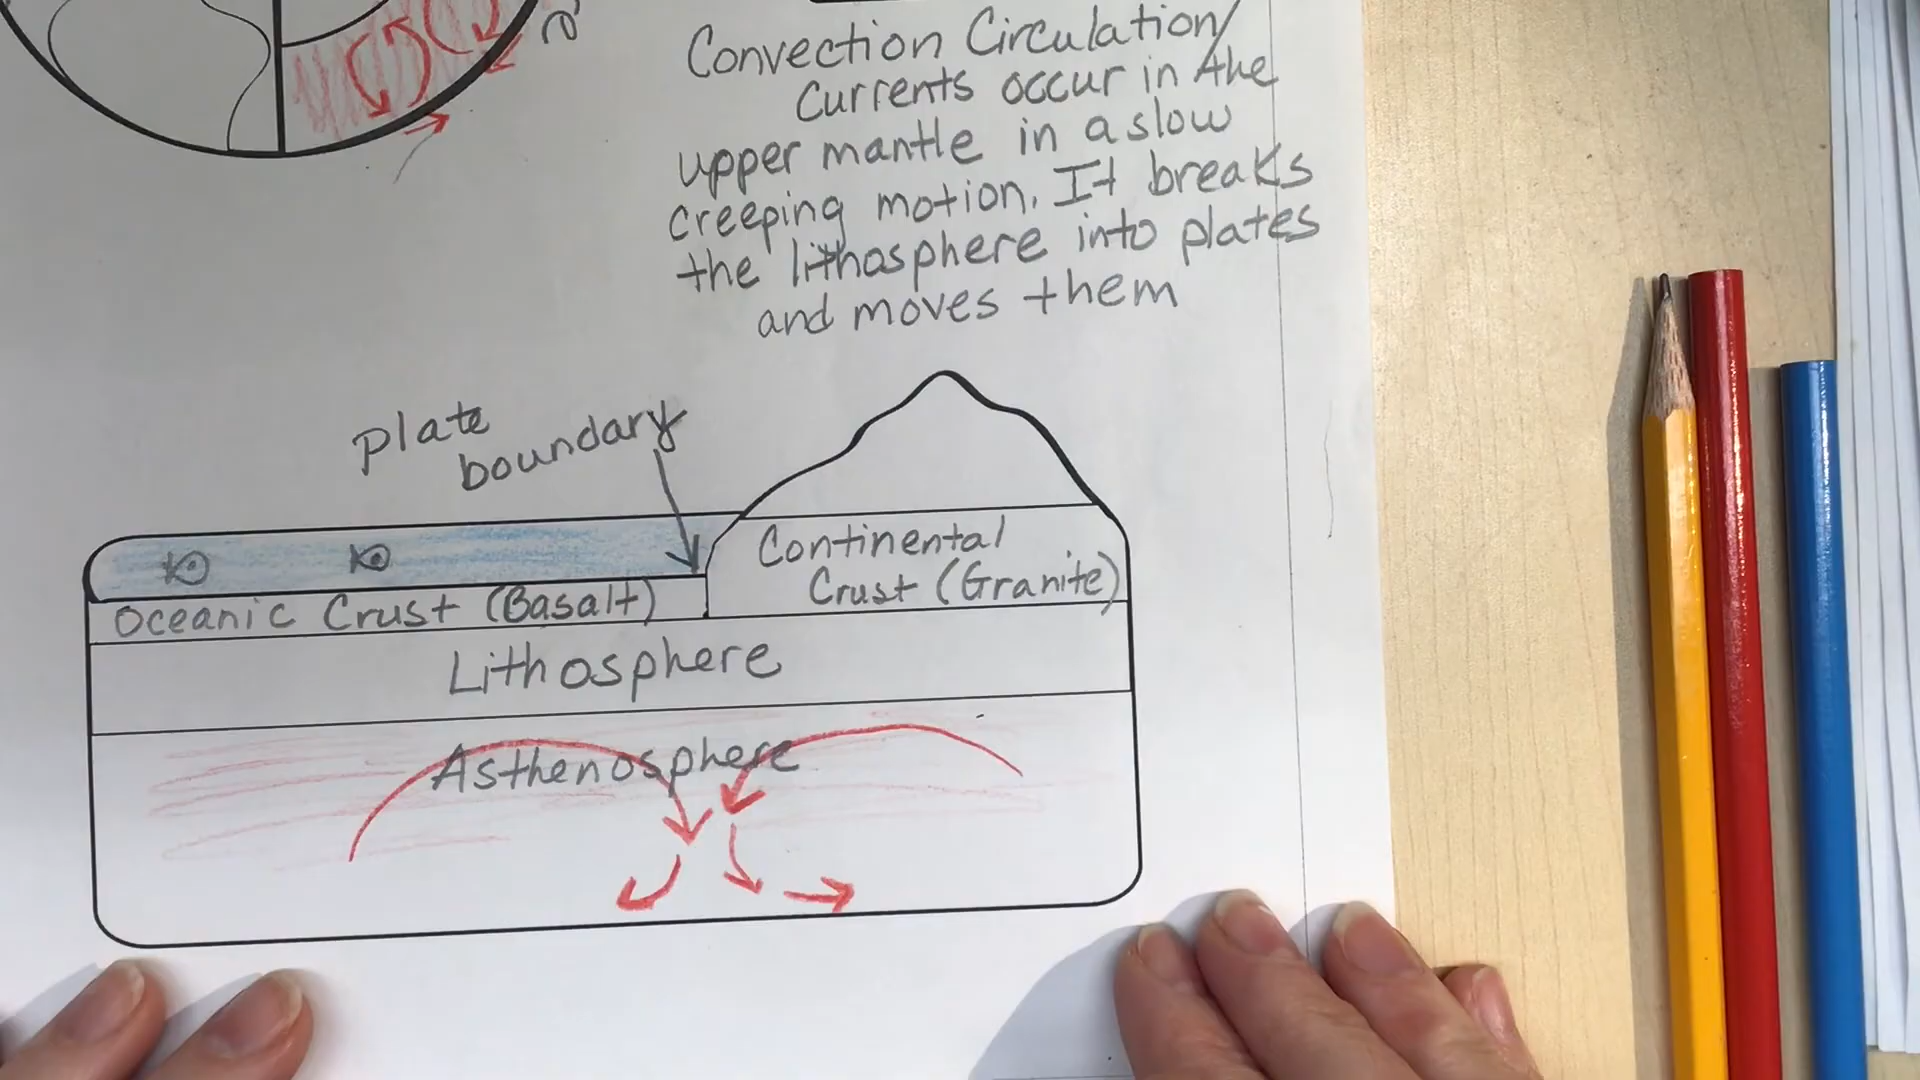 Convection Circulation/
Currents occur in the
upper mantle in a slow
creeping motion. It breaks
the lithosphere into plates
and moves them
plate
boundary
Continental
Crust (Granite)
Oceanic Crust (Basalt)
Lithosphere
Asthenosphere